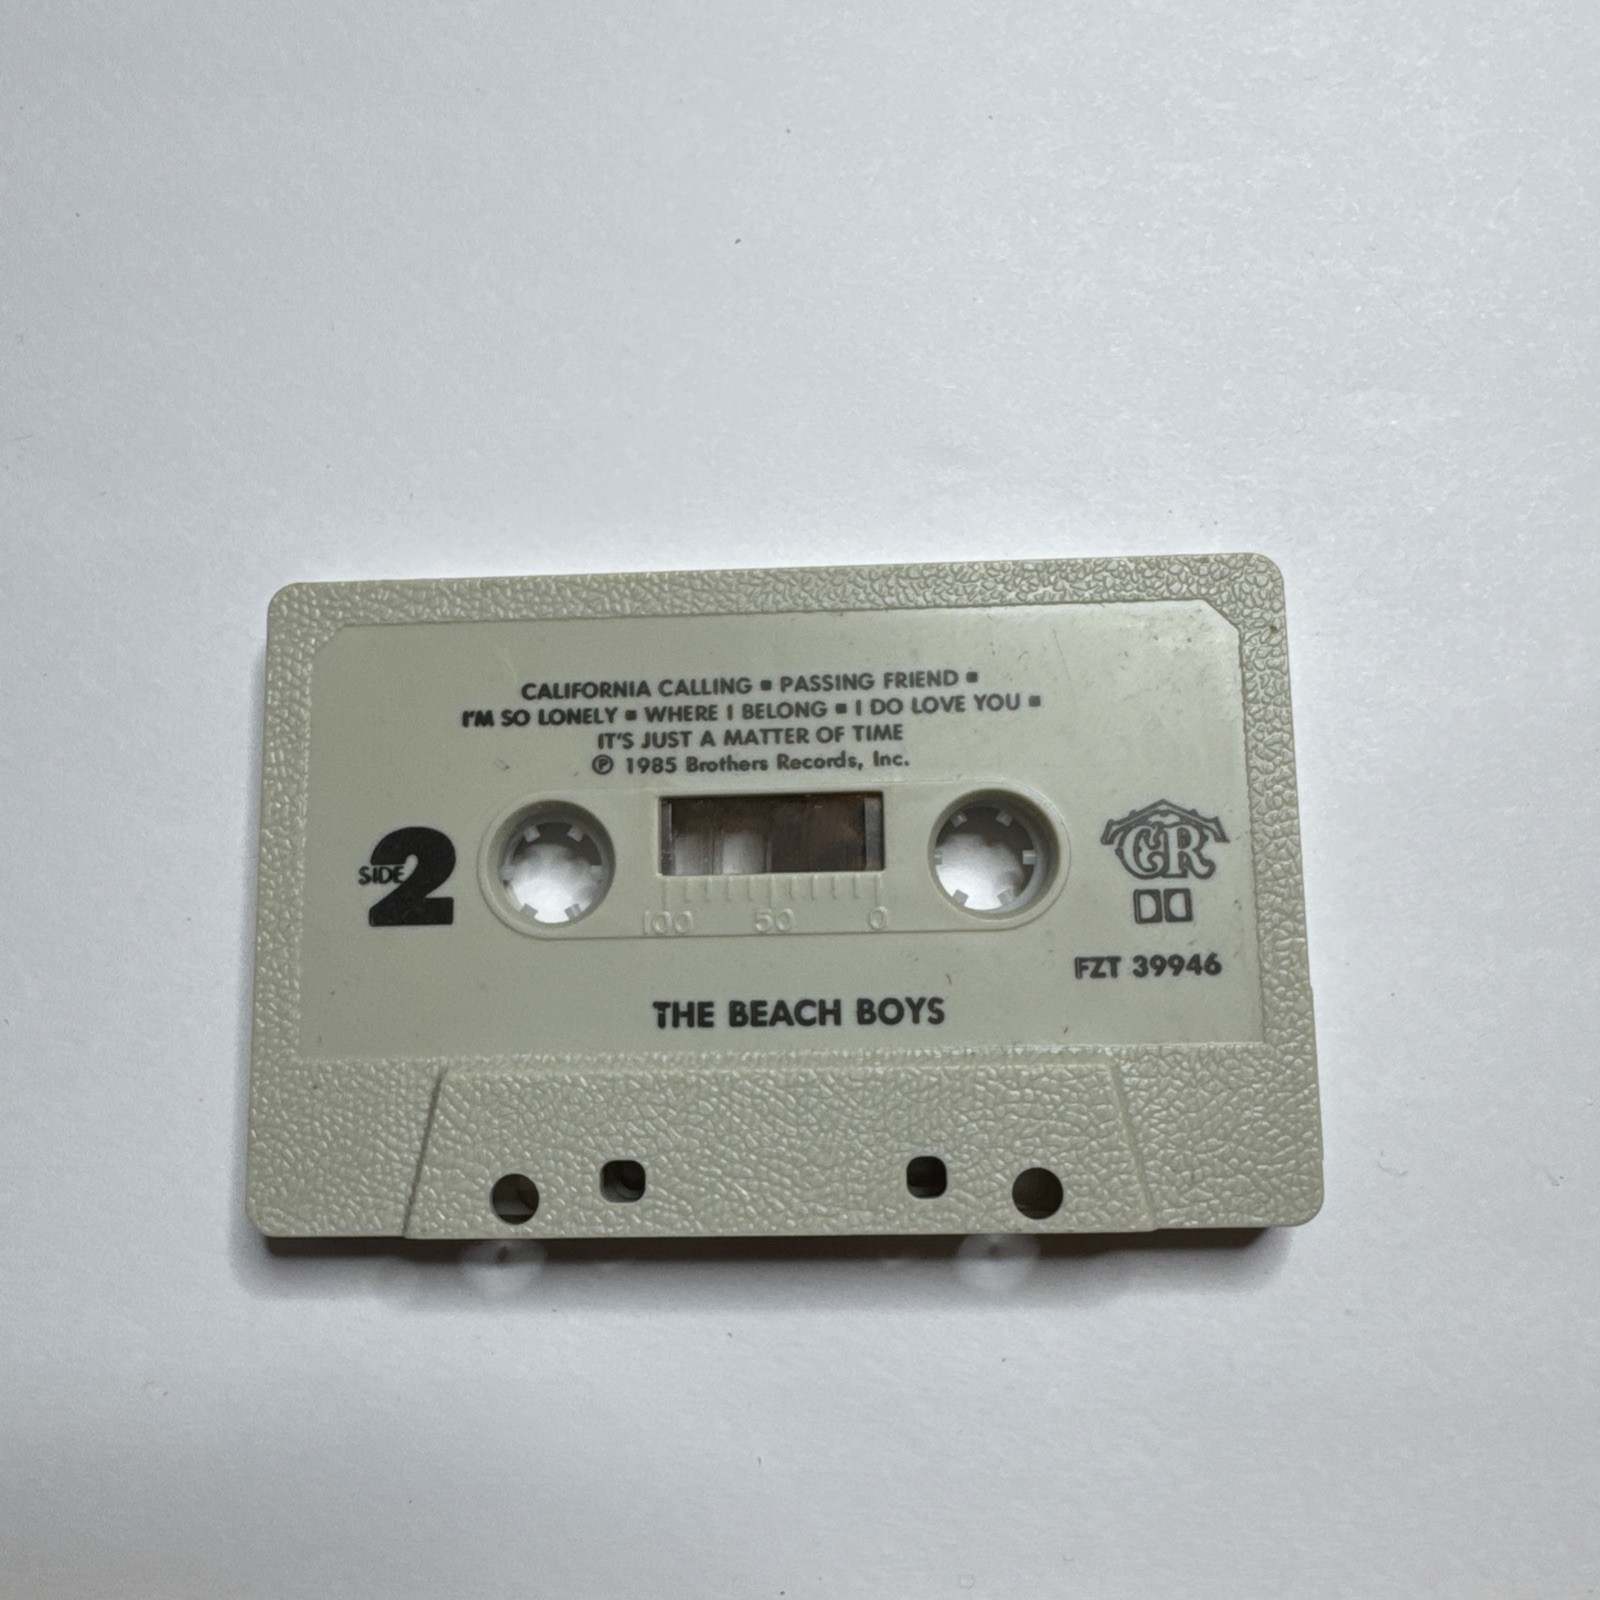 CALIFORNIA CALLING ▪ PASSING FRIEND ▪
I'M SO LONELY ▪ WHERE I BELONG ▪ I DO LOVE YOU ▪
IT'S JUST A MATTER OF TIME
℗ 1985 Brothers Records, Inc.
SIDE 2
100 50 0
CR
FZT 39946
THE BEACH BOYS